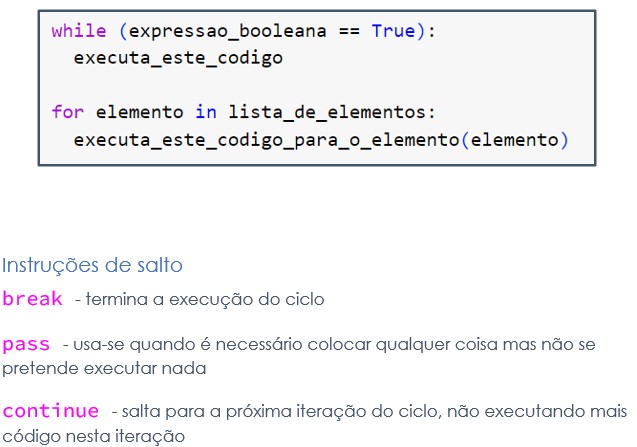 while (expressao_booleana == True):
executa_este_codigo
for elemento in lista_de_elementos:
executa_este_codigo_para_o_elemento(elemento)
Instruções de salto
break - termina a execução do ciclo
pass - usa-se quando é necessário colocar qualquer coisa mas não se
pretende executar nada
continue - salta para a próxima iteração do ciclo, não executando mais
código nesta iteração